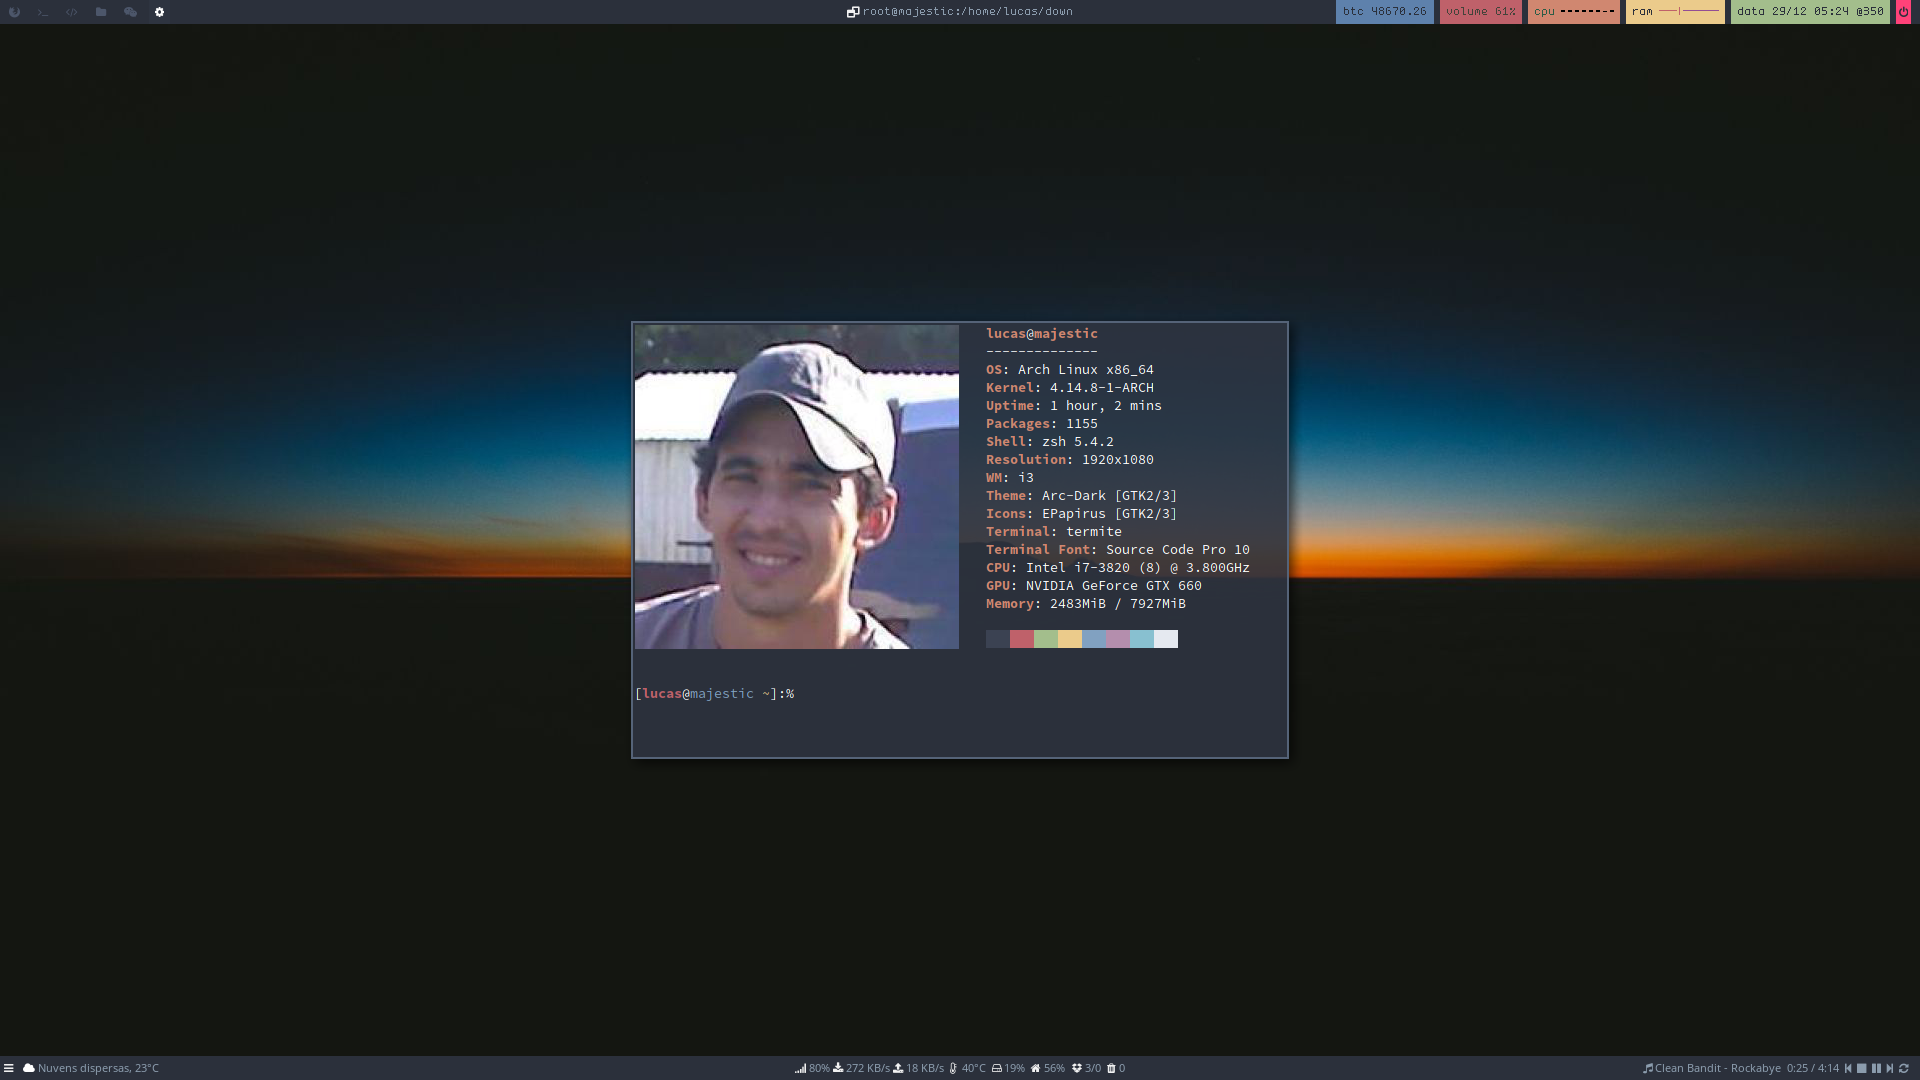 root@majestic:/home/lucas/down
btc 48670.26
volume 61%
cpu
ram
data 29/12 05:24 @350
lucas@majestic
--------------
OS: Arch Linux x86_64
Kernel: 4.14.8-1-ARCH
Uptime: 1 hour, 2 mins
Packages: 1155
Shell: zsh 5.4.2
Resolution: 1920x1080
WM: i3
Theme: Arc-Dark [GTK2/3]
Icons: EPapirus [GTK2/3]
Terminal: termite
Terminal Font: Source Code Pro 10
CPU: Intel i7-3820 (8) @ 3.800GHz
GPU: NVIDIA GeForce GTX 660
Memory: 2483MiB / 7927MiB
[lucas@majestic ~]:%
Nuvens dispersas, 23°C
80% 272 KB/s 18 KB/s 40°C 19% 56% 3/0 0
Clean Bandit - Rockabye 0:25 / 4:14